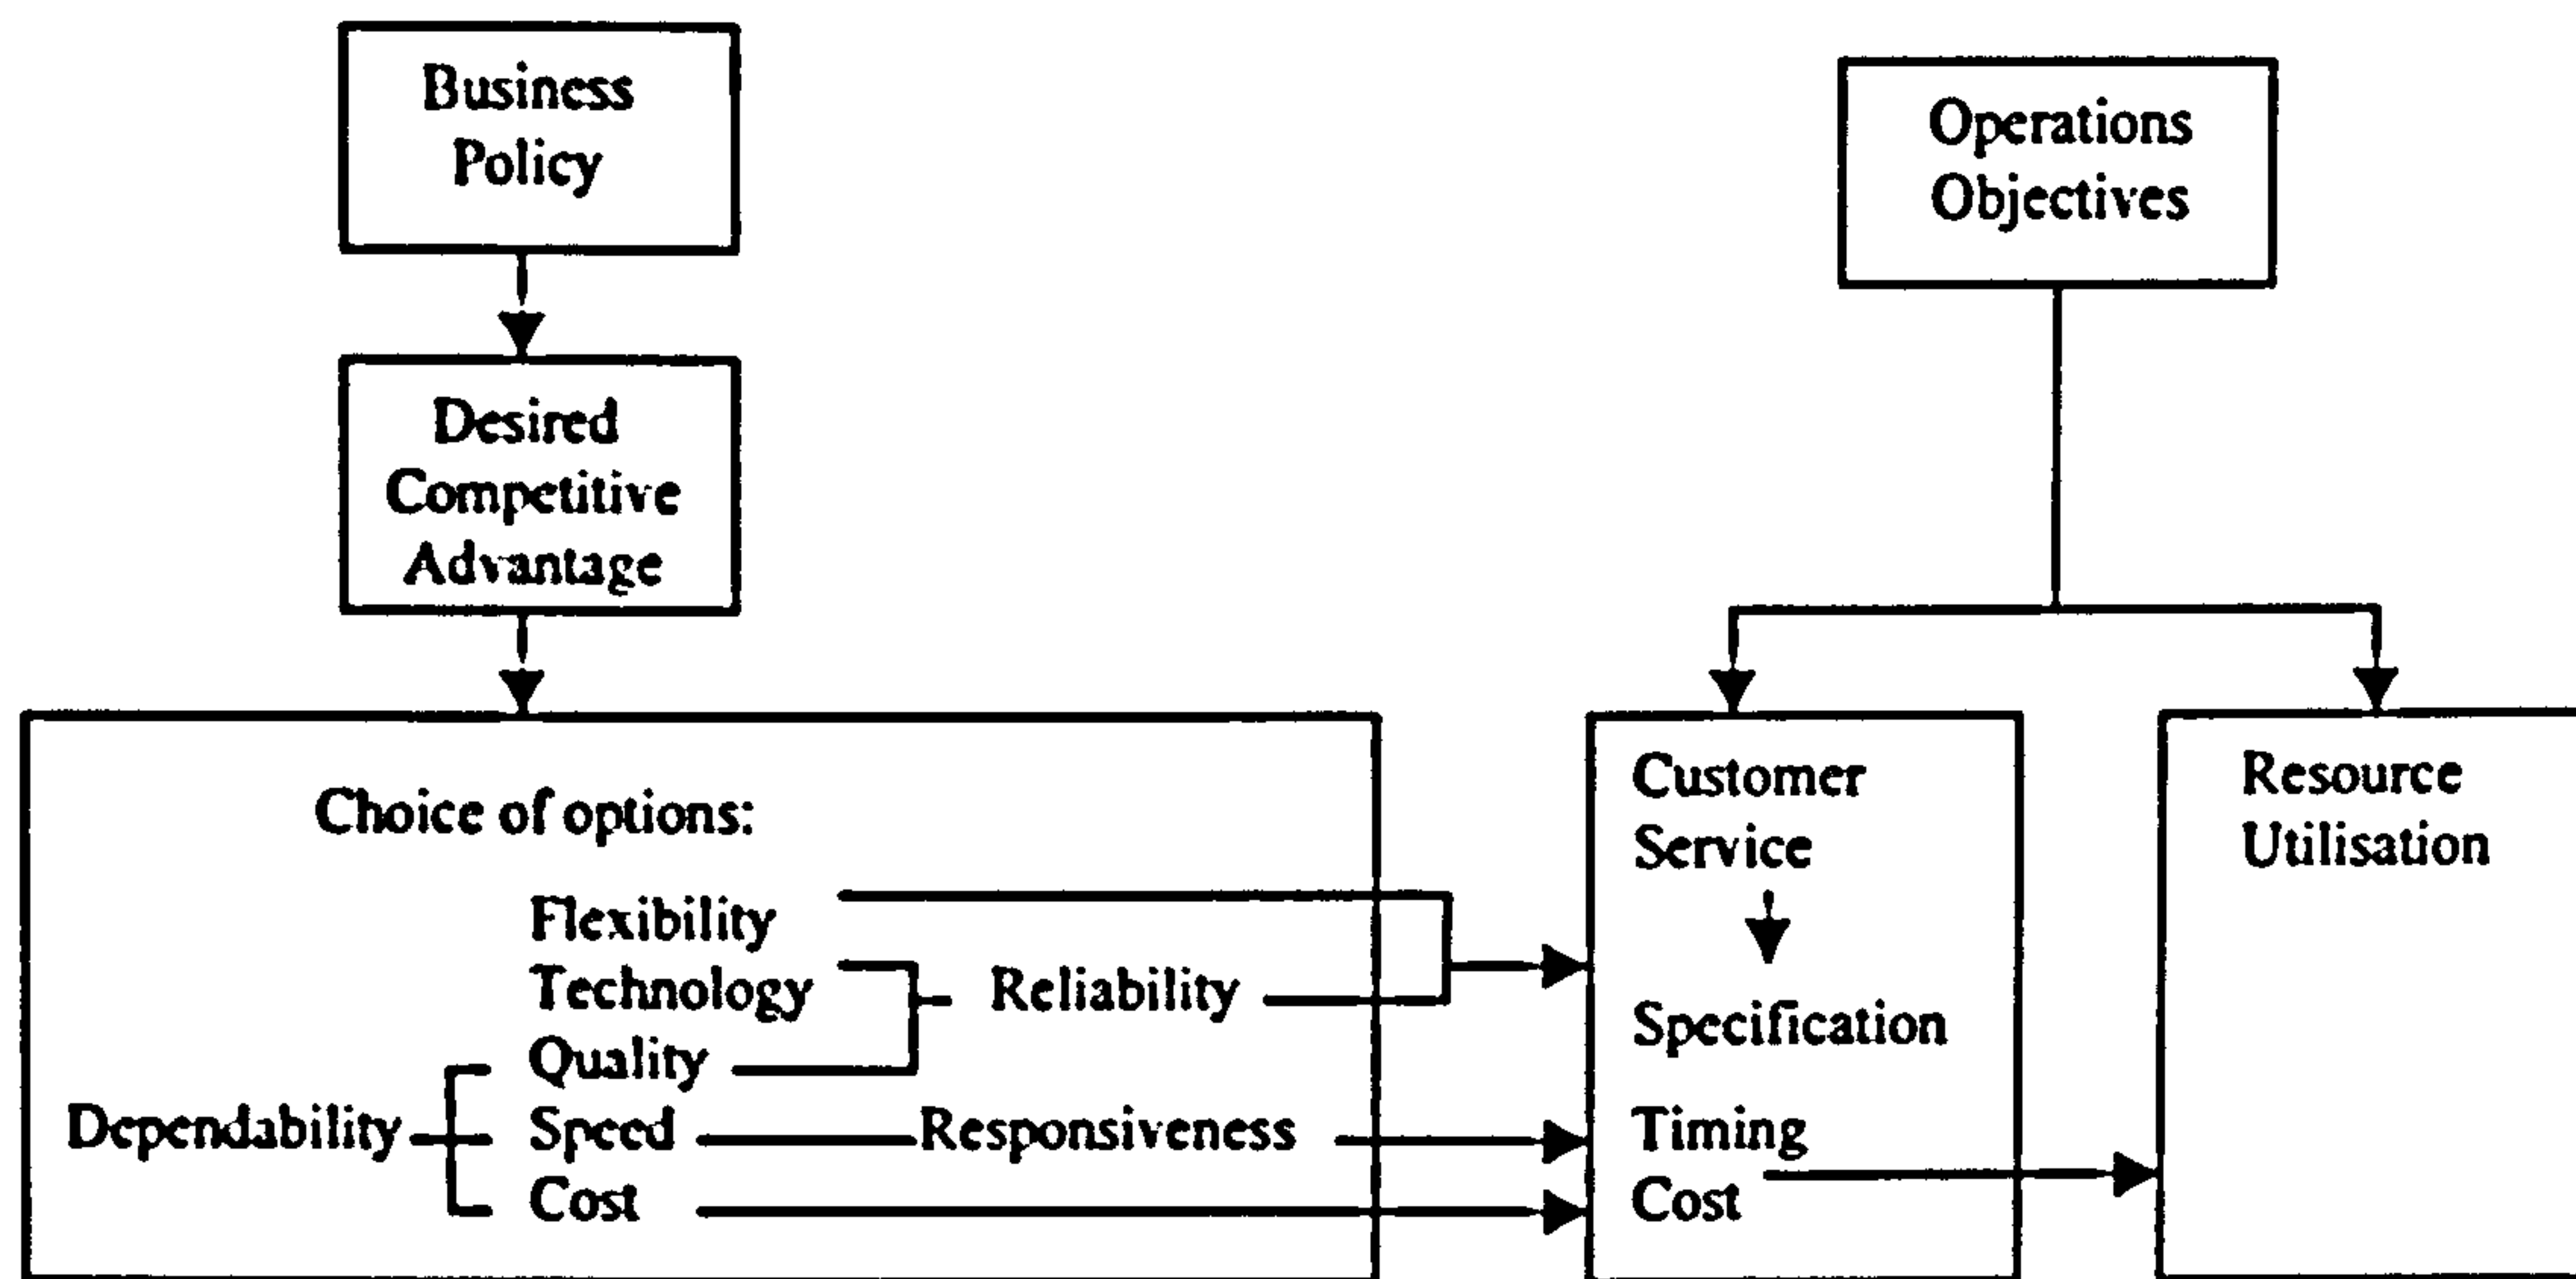 Business
Policy
Operations
Objectives
Desired
Competitive
Advantage
Choice of options:
Flexibility
Technology
Quality
Speed
Cost
Dependability
Reliability
Responsiveness
Customer
Service
Specification
Timing
Cost
Resource
Utilisation